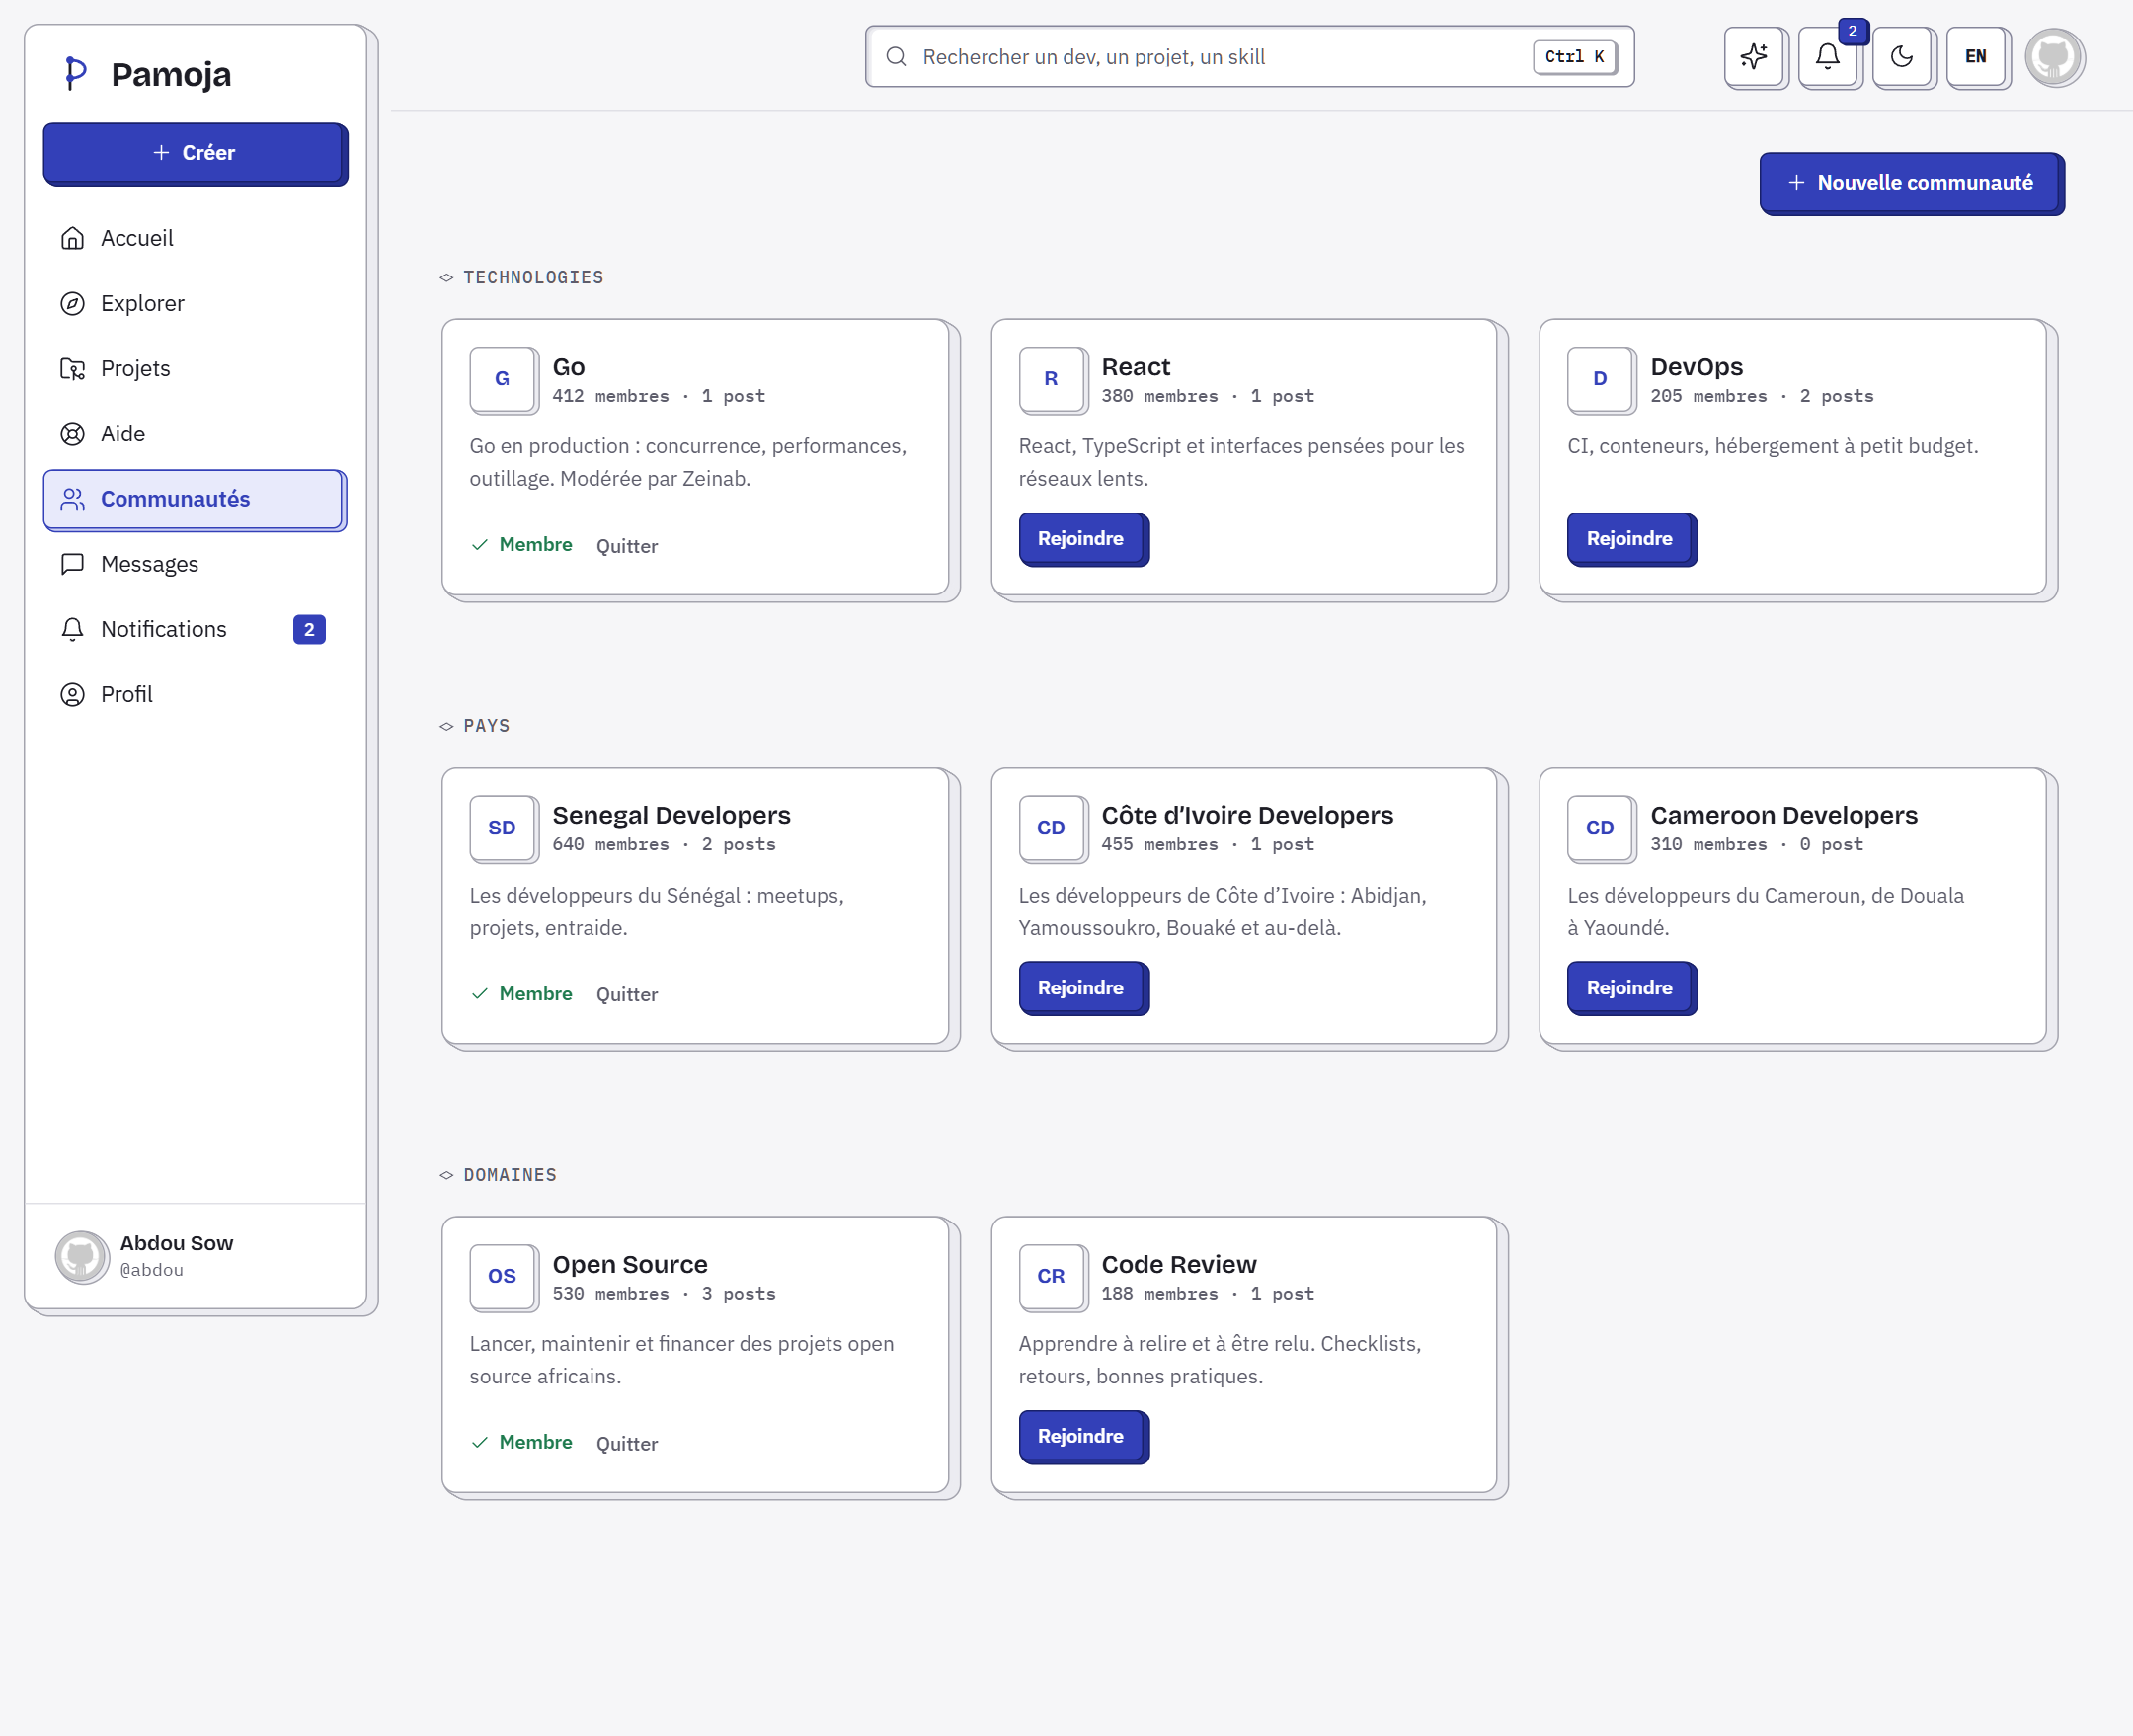 Pamoja
Créer
Accueil
Explorer
Projets
Aide
Communautés
Messages
Notifications 2
Profil
Abdou Sow
@abdou
Rechercher un dev, un projet, un skill
Ctrl K
2
EN
Nouvelle communauté
TECHNOLOGIES
G
Go
412 membres · 1 post
Go en production : concurrence, performances,
outillage. Modérée par Zeinab.
Membre Quitter
R
React
380 membres · 1 post
React, TypeScript et interfaces pensées pour les
réseaux lents.
Rejoindre
D
DevOps
205 membres · 2 posts
CI, conteneurs, hébergement à petit budget.
Rejoindre
PAYS
SD
Senegal Developers
640 membres · 2 posts
Les développeurs du Sénégal : meetups,
projets, entraide.
Membre Quitter
CD
Côte d’Ivoire Developers
455 membres · 1 post
Les développeurs de Côte d’Ivoire : Abidjan,
Yamoussoukro, Bouaké et au-delà.
Rejoindre
CD
Cameroon Developers
310 membres · 0 post
Les développeurs du Cameroun, de Douala
à Yaoundé.
Rejoindre
DOMAINES
OS
Open Source
530 membres · 3 posts
Lancer, maintenir et financer des projets open
source africains.
Membre Quitter
CR
Code Review
188 membres · 1 post
Apprendre à relire et à être relu. Checklists,
retours, bonnes pratiques.
Rejoindre